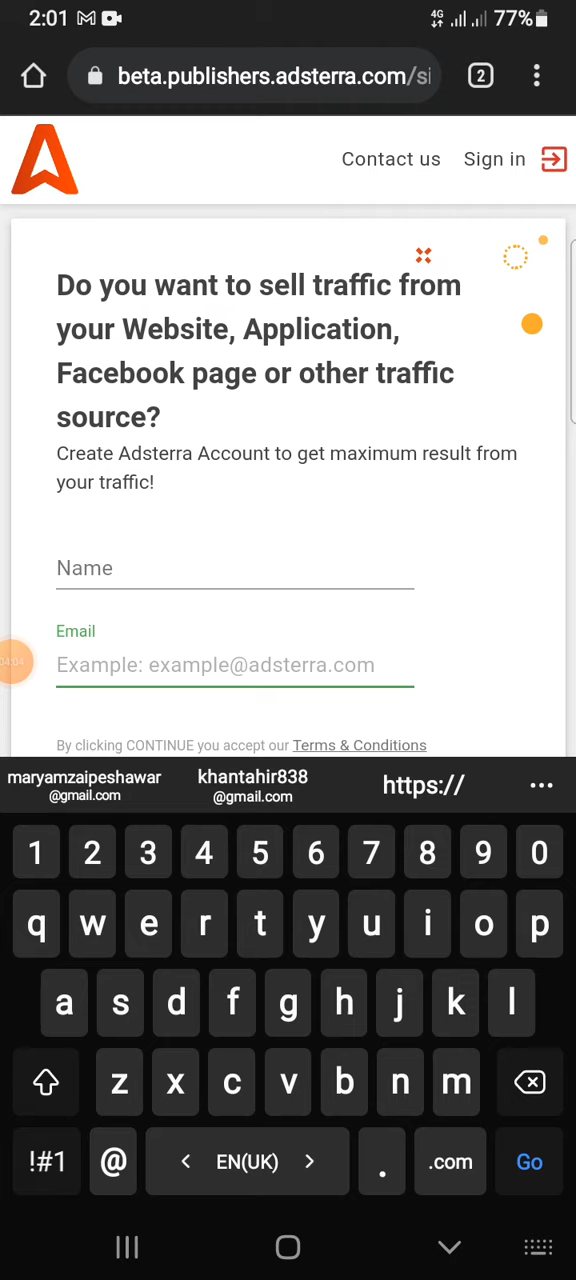 2:01 4G 77%
beta.publishers.adsterra.com/si 2
Contact us Sign in
Do you want to sell traffic from
your Website, Application,
Facebook page or other traffic
source?
Create Adsterra Account to get maximum result from
your traffic!
Name
Email
04:04
Example: example@adsterra.com
By clicking CONTINUE you accept our Terms & Conditions
maryamzaipeshawar khantahir838 https:// ...
@gmail.com @gmail.com
1 2 3 4 5 6 7 8 9 0
q w e r t y u i o p
a s d f g h j k l
z x c v b n m
!#1 @ < EN(UK) > . .com Go